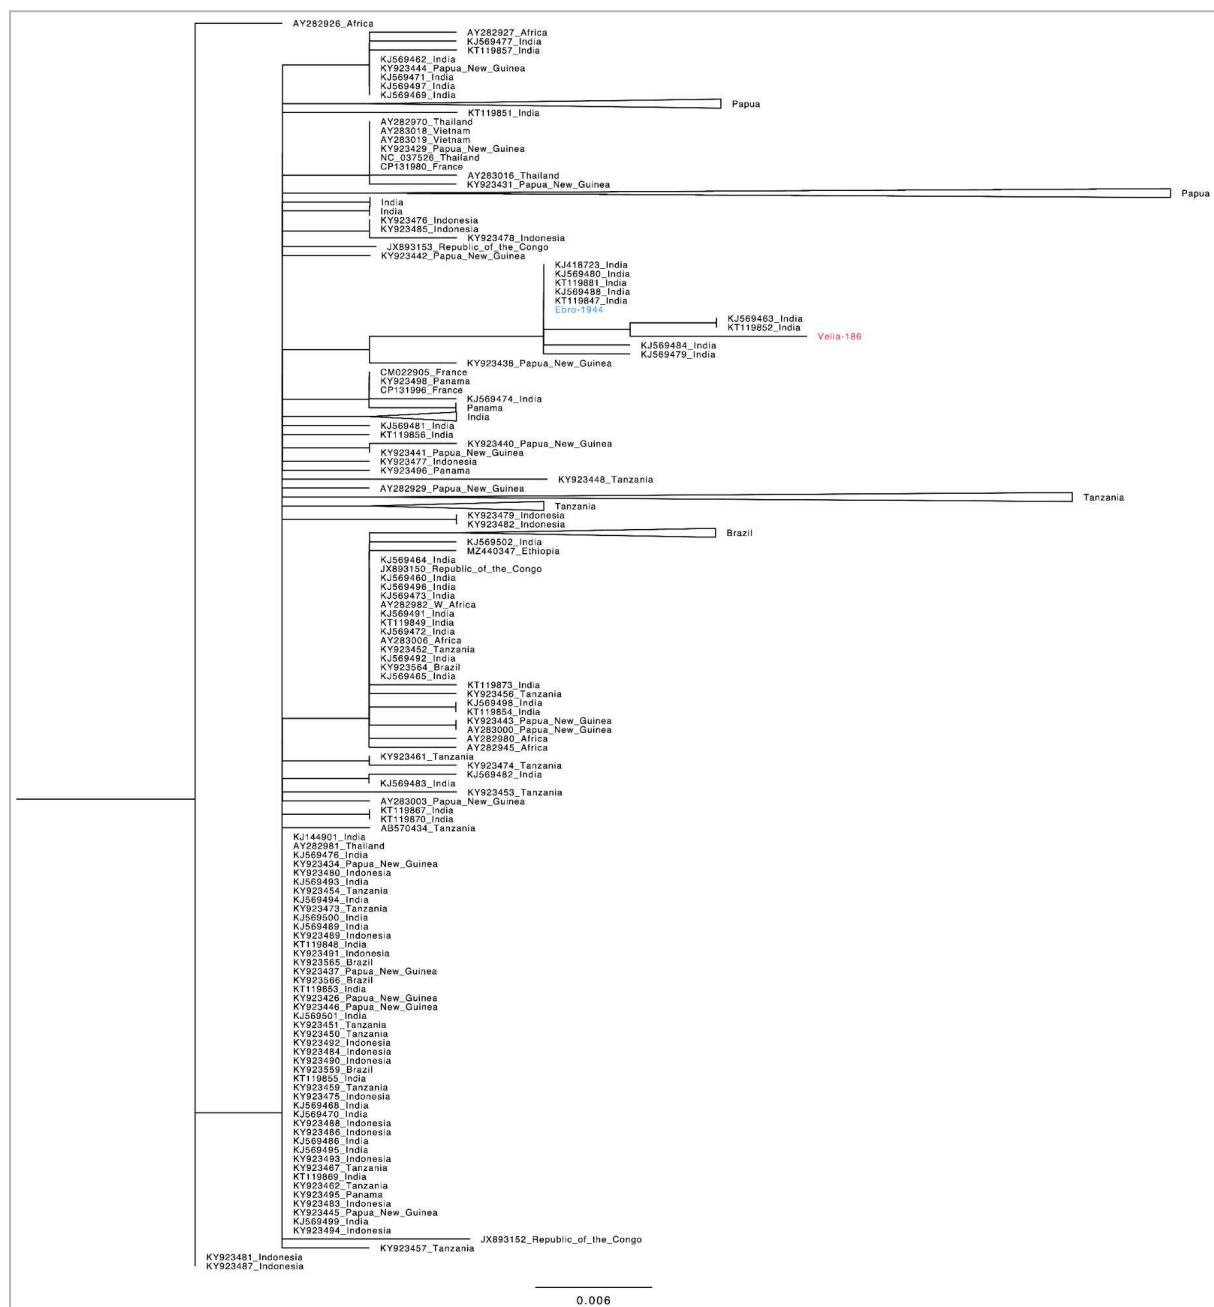 AY282926_Africa
AY282927_Africa
KJ569477_India
KT119857_India
KJ569462_India
KY923444_Papua_New_Guinea
KJ569471_India
KJ569497_India
KJ569469_India
Papua
KT119851_India
AY282970_Thailand
AY283018_Vietnam
AY283019_Vietnam
KY923429_Papua_New_Guinea
NC_037526_Thailand
CP131980_France
AY283016_Thailand
KY923431_Papua_New_Guinea
Papua
India
India
KY923476_Indonesia
KY923485_Indonesia
KY923478_Indonesia
JX893153_Republic_of_the_Congo
KY923442_Papua_New_Guinea
KJ418723_India
KJ569480_India
KT119881_India
KJ569488_India
KT119847_India
Ebro-1944
KJ569463_India
KT119852_India
Vella-186
KJ569484_India
KJ569479_India
KY923438_Papua_New_Guinea
CM022905_France
KY923498_Panama
CP131996_France
KJ569474_India
Panama
India
KJ569481_India
KT119856_India
KY923440_Papua_New_Guinea
KY923441_Papua_New_Guinea
KY923477_Indonesia
KY923496_Panama
KY923448_Tanzania
AY282929_Papua_New_Guinea
Tanzania
Tanzania
KY923479_Indonesia
KY923482_Indonesia
Brazil
KJ569502_India
MZ440347_Ethiopia
KJ569464_India
JX893150_Republic_of_the_Congo
KJ569460_India
KJ569496_India
KJ569473_India
AY282982_W_Africa
KJ569491_India
KT119849_India
KJ569472_India
AY283006_Africa
KY923452_Tanzania
KJ569492_India
KY923564_Brazil
KJ569465_India
KT119873_India
KY923456_Tanzania
KJ569498_India
KT119854_India
KY923443_Papua_New_Guinea
AY283000_Papua_New_Guinea
AY282980_Africa
AY282945_Africa
KY923461_Tanzania
KY923474_Tanzania
KJ569482_India
KJ569483_India
KY923453_Tanzania
AY283003_Papua_New_Guinea
KT119867_India
KT119870_India
AB570434_Tanzania
KJ144901_India
AY282981_Thailand
KJ569476_India
KY923434_Papua_New_Guinea
KY923480_Indonesia
KJ569493_India
KY923454_Tanzania
KJ569494_India
KY923473_Tanzania
KJ569500_India
KJ569489_India
KY923489_Indonesia
KT119848_India
KY923491_Indonesia
KY923565_Brazil
KY923437_Papua_New_Guinea
KY923566_Brazil
KT119853_India
KY923426_Papua_New_Guinea
KY923446_Papua_New_Guinea
KJ569501_India
KY923451_Tanzania
KY923450_Tanzania
KY923492_Indonesia
KY923484_Indonesia
KY923490_Indonesia
KY923559_Brazil
KT119855_India
KY923459_Tanzania
KY923475_Indonesia
KJ569468_India
KJ569470_India
KY923488_Indonesia
KY923486_Indonesia
KJ569486_India
KJ569495_India
KY923493_Indonesia
KY923467_Tanzania
KT119869_India
KY923462_Tanzania
KY923495_Panama
KY923483_Indonesia
KY923445_Papua_New_Guinea
KJ569499_India
KY923494_Indonesia
JX893152_Republic_of_the_Congo
KY923457_Tanzania
KY923481_Indonesia
KY923487_Indonesia
0.006